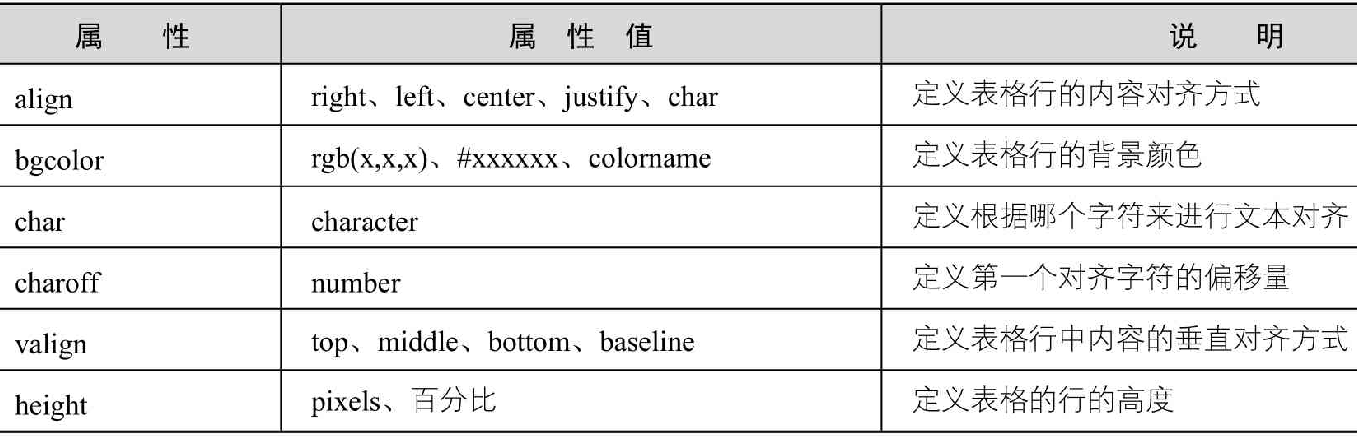 属 性 属 性 值 说 明
align right、left、center、justify、char 定义表格行的内容对齐方式
bgcolor rgb(x,x,x)、#xxxxxx、colorname 定义表格行的背景颜色
char character 定义根据哪个字符来进行文本对齐
charoff number 定义第一个对齐字符的偏移量
valign top、middle、bottom、baseline 定义表格行中内容的垂直对齐方式
height pixels、百分比 定义表格的行的高度